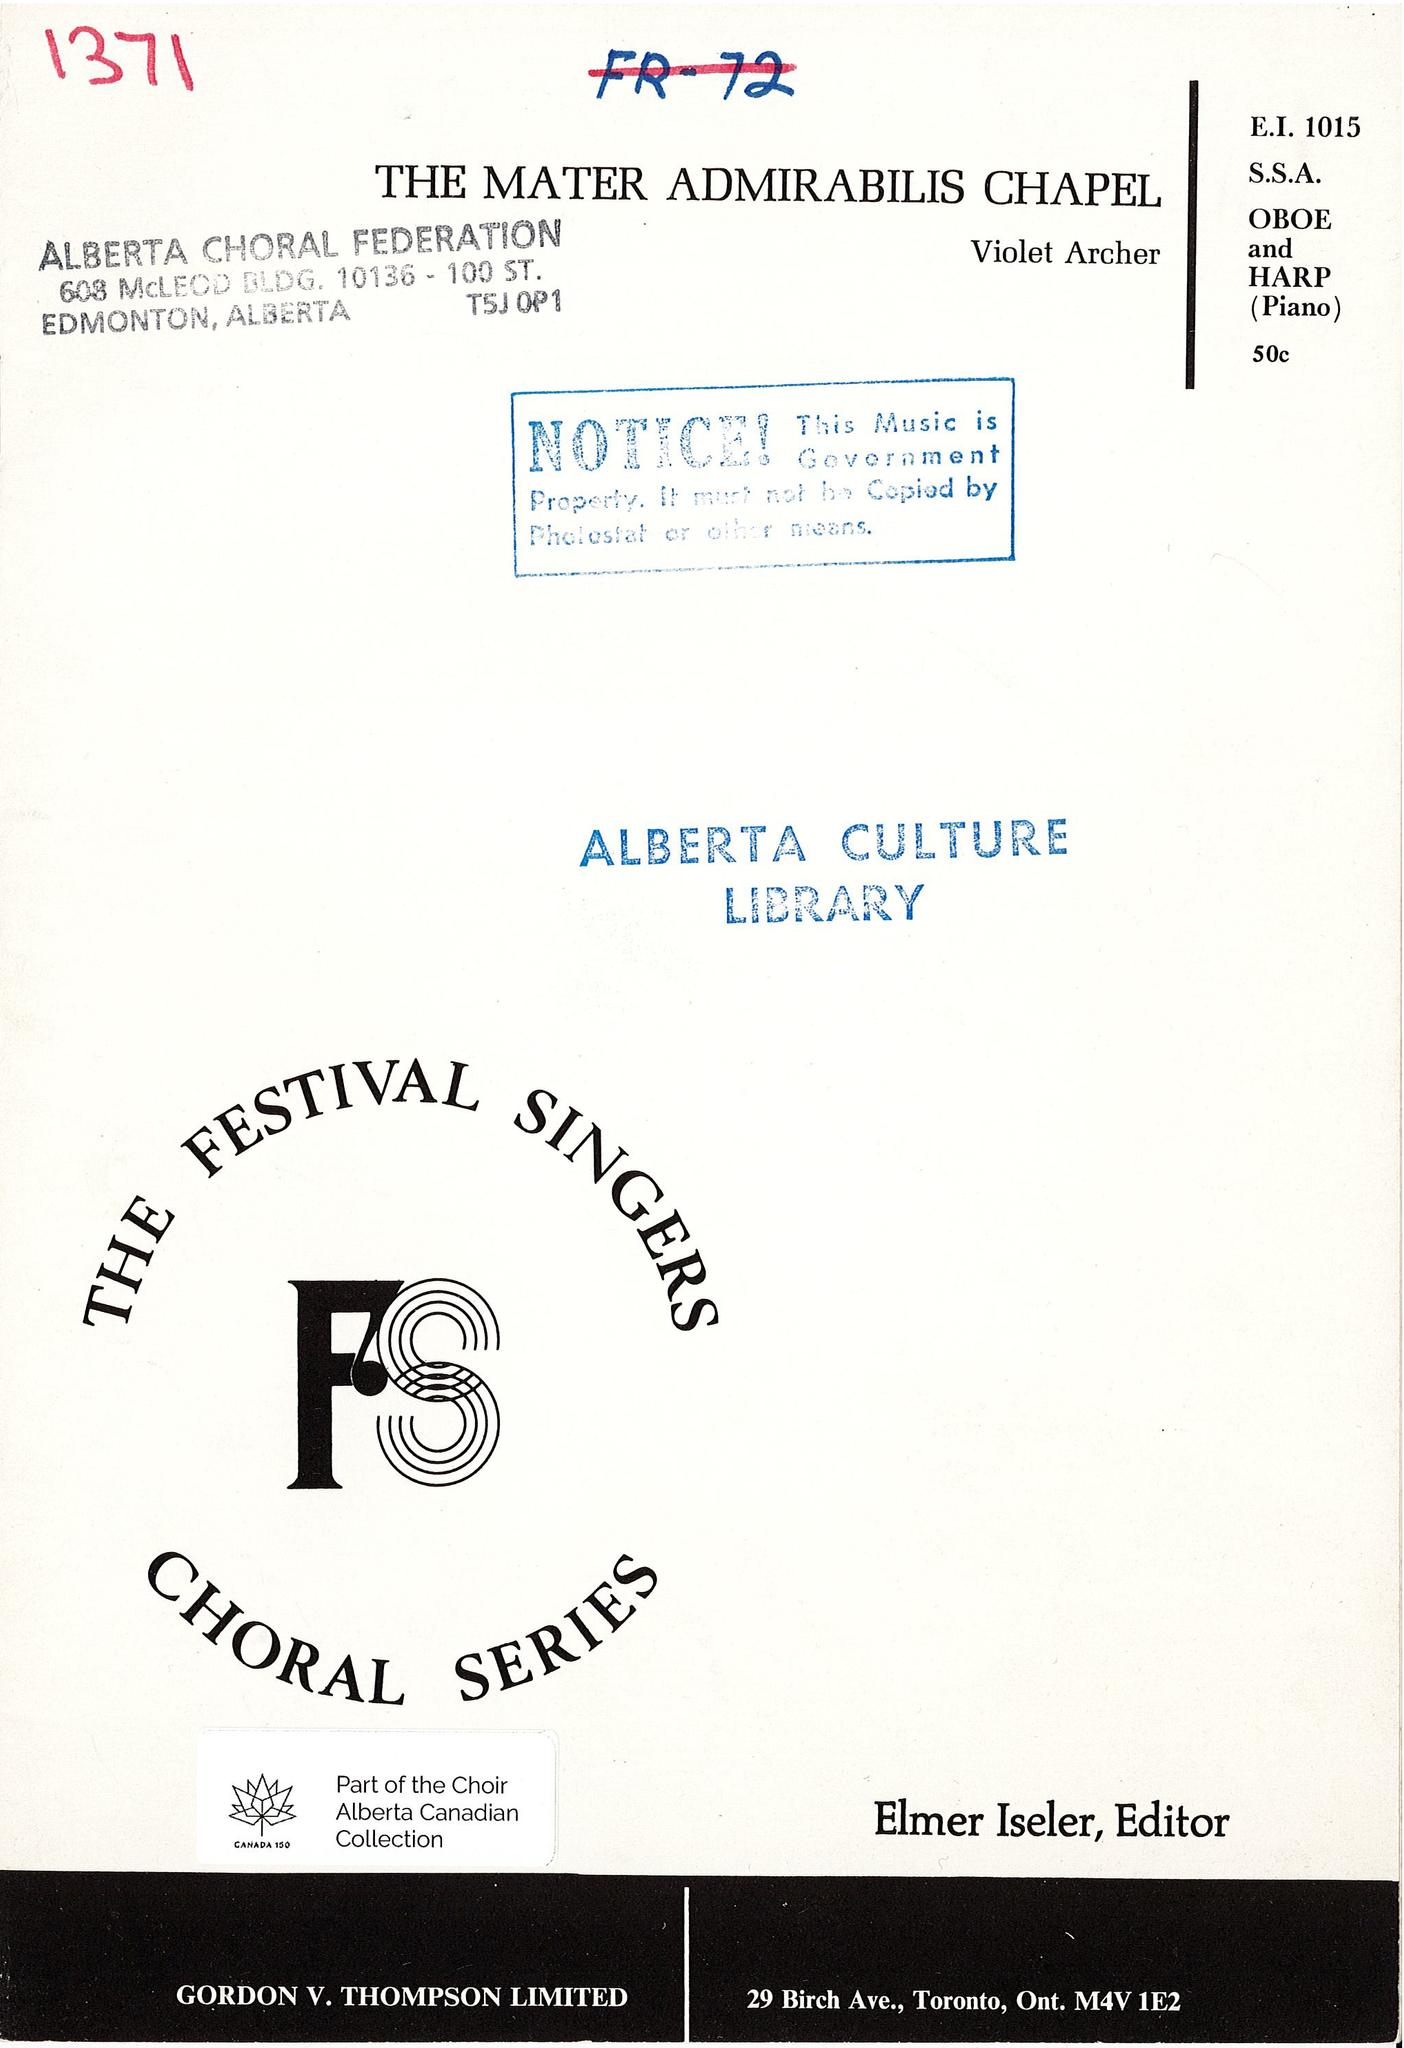 1371
FR-72
THE MATER ADMIRABILIS CHAPEL
Violet Archer
E.I. 1015
S.S.A.
OBOE
and
HARP
(Piano)
50c
ALBERTA CHORAL FEDERATION
608 McLEOD BLDG. 10136 - 100 ST.
EDMONTON, ALBERTA T5J 0P1
NOTICE! This Music is
Government
Property. It must not be Copied by
Photostat or other means.
ALBERTA CULTURE
LIBRARY
THE FESTIVAL SINGERS
FS
CHORAL SERIES
CANADA 150
Part of the Choir
Alberta Canadian
Collection
Elmer Iseler, Editor
GORDON V. THOMPSON LIMITED
29 Birch Ave., Toronto, Ont. M4V 1E2